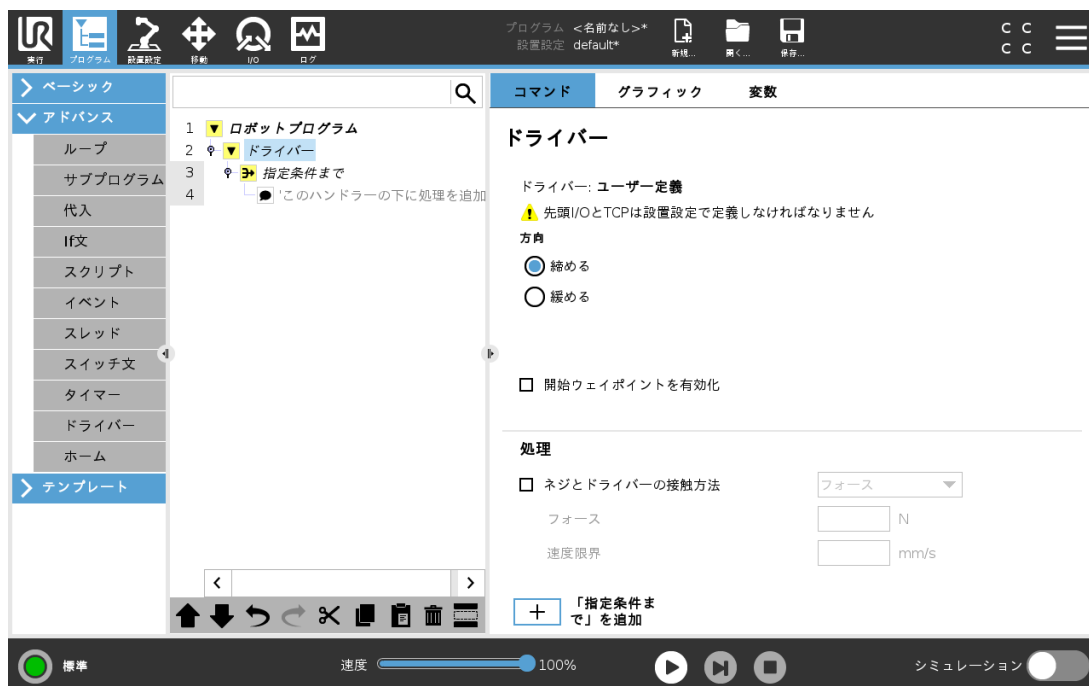 UR
実行
プログラム
設置設定
移動
I/O
ログ
プログラム <名前なし>*
設置設定 default*
新規...
開く...
保存...
C C
C C
ベーシック
アドバンス
ループ
サブプログラム
代入
If文
スクリプト
イベント
スレッド
スイッチ文
タイマー
ドライバー
ホーム
テンプレート
1 ロボットプログラム
2 ドライバー
3 指定条件まで
4 'このハンドラーの下に処理を追加
コマンド グラフィック 変数
ドライバー
ドライバー: ユーザー定義
先頭I/OとTCPは設置設定で定義しなければなりません
方向
締める
緩める
開始ウェイポイントを有効化
処理
ネジとドライバーの接触方法 フォース
フォース N
速度限界 mm/s
「指定条件ま
で」を追加
標準
速度 100%
シミュレーション